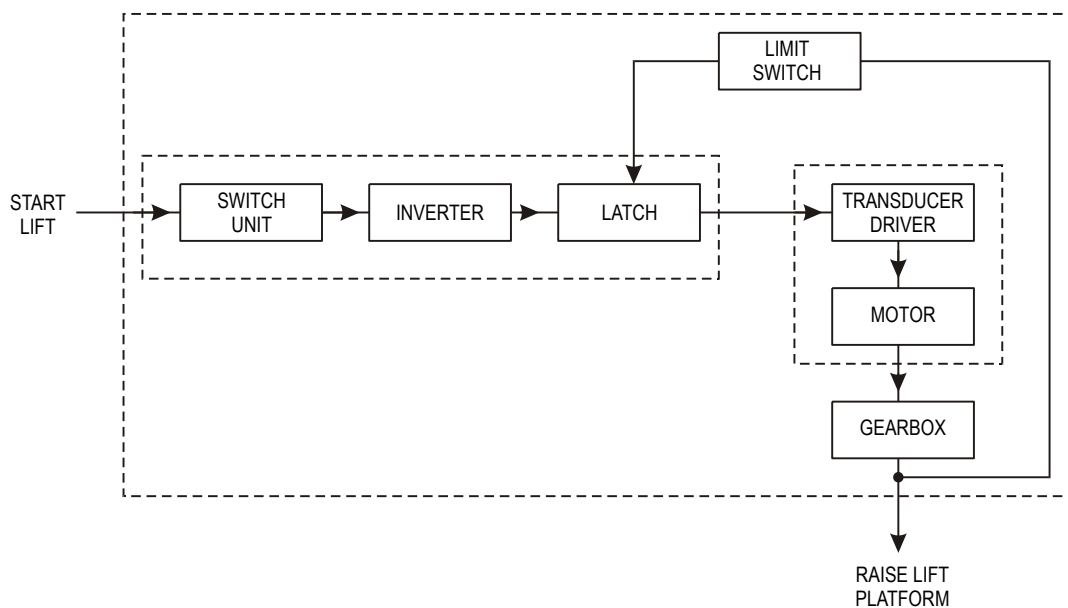 LIMIT
SWITCH
START
LIFT
SWITCH
UNIT
INVERTER
LATCH
TRANSDUCER
DRIVER
MOTOR
GEARBOX
RAISE LIFT
PLATFORM